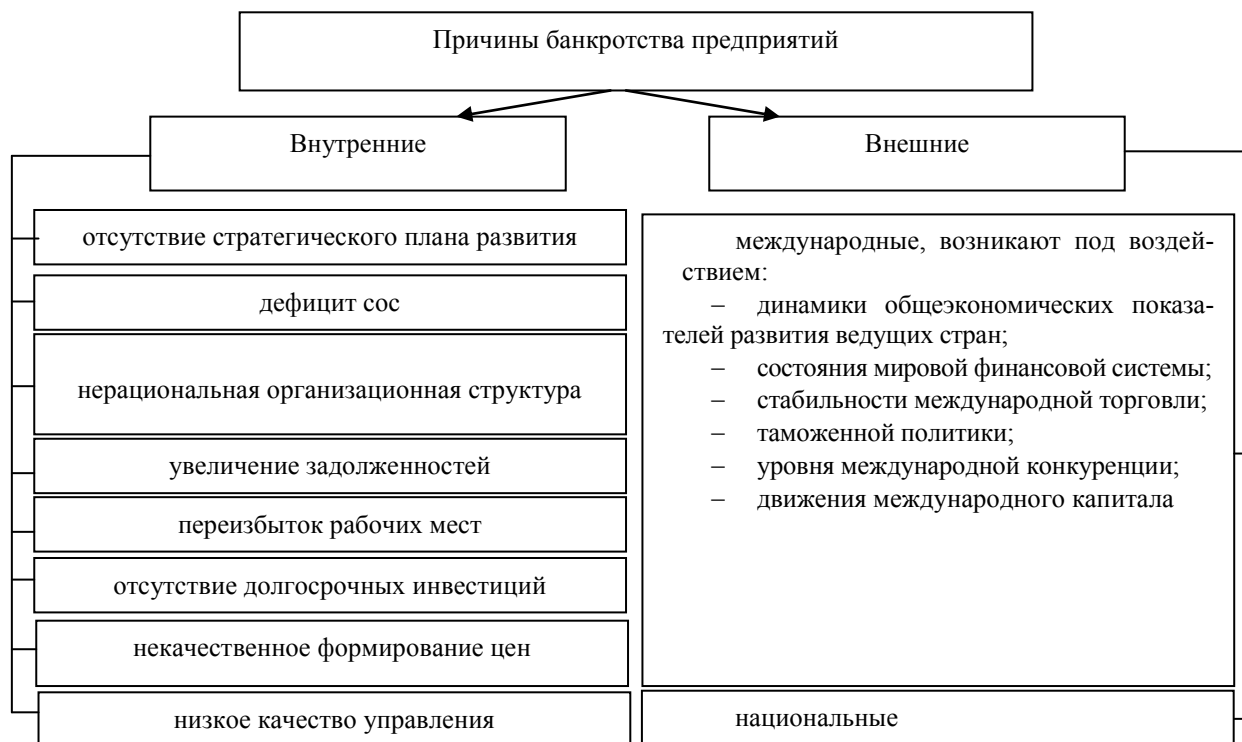 Причины банкротства предприятий
Внутренние
Внешние
отсутствие стратегического плана развития
дефицит сос
нерациональная организационная структура
увеличение задолженностей
переизбыток рабочих мест
отсутствие долгосрочных инвестиций
некачественное формирование цен
низкое качество управления
международные, возникают под воздей-
ствием:
– динамики общеэкономических показа-
телей развития ведущих стран;
– состояния мировой финансовой системы;
– стабильности международной торговли;
– таможенной политики;
– уровня международной конкуренции;
– движения международного капитала
национальные